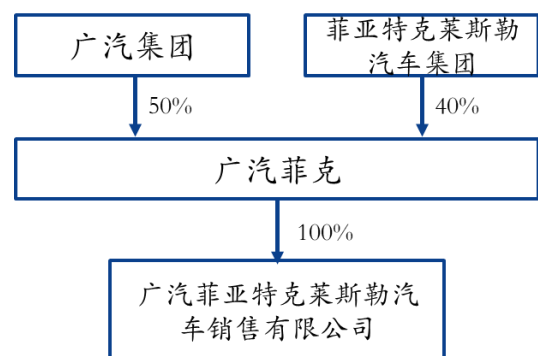 广汽集团
菲亚特克莱斯勒
汽车集团
50%
40%
广汽菲克
100%
广汽菲亚特克莱斯勒汽
车销售有限公司